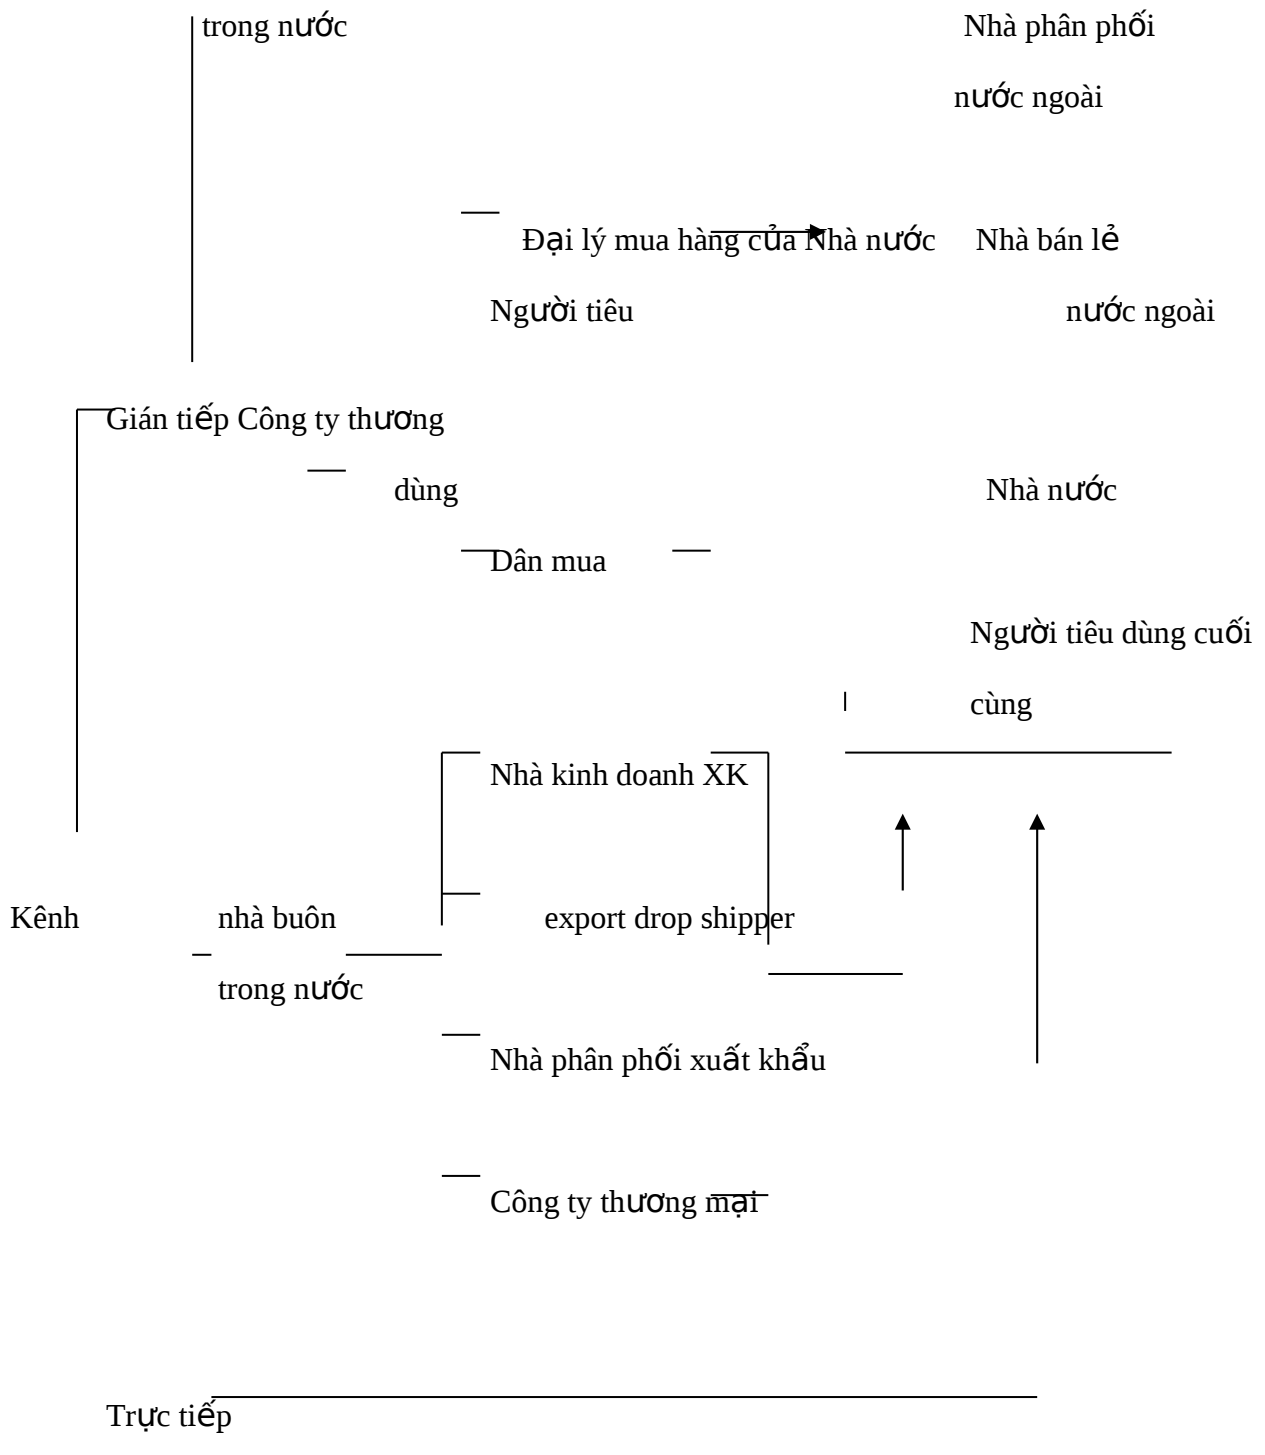 trong nước Nhà phân phối
nước ngoài
Đại lý mua hàng của Nhà nước Nhà bán lẻ
Người tiêu nước ngoài
Gián tiếp Công ty thương
dùng Nhà nước
Dân mua
Người tiêu dùng cuối
cùng
Nhà kinh doanh XK
Kênh nhà buôn export drop shipper
trong nước
Nhà phân phối xuất khẩu
Công ty thương mại
Trực tiếp